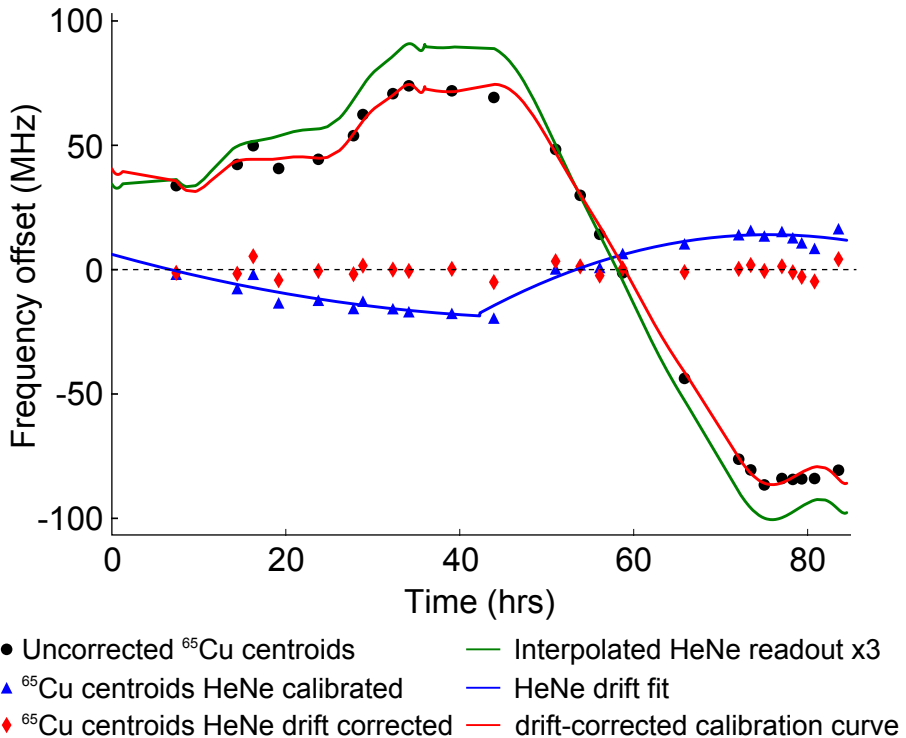 100
50
0
-50
-100
Frequency offset (MHz)
0
20
40
60
80
Time (hrs)
⁶⁵Cu centroids
Uncorrected ⁶⁵Cu centroids
Interpolated HeNe readout x3
⁶⁵Cu centroids HeNe calibrated
HeNe drift fit
⁶⁵Cu centroids HeNe drift corrected
drift-corrected calibration curve